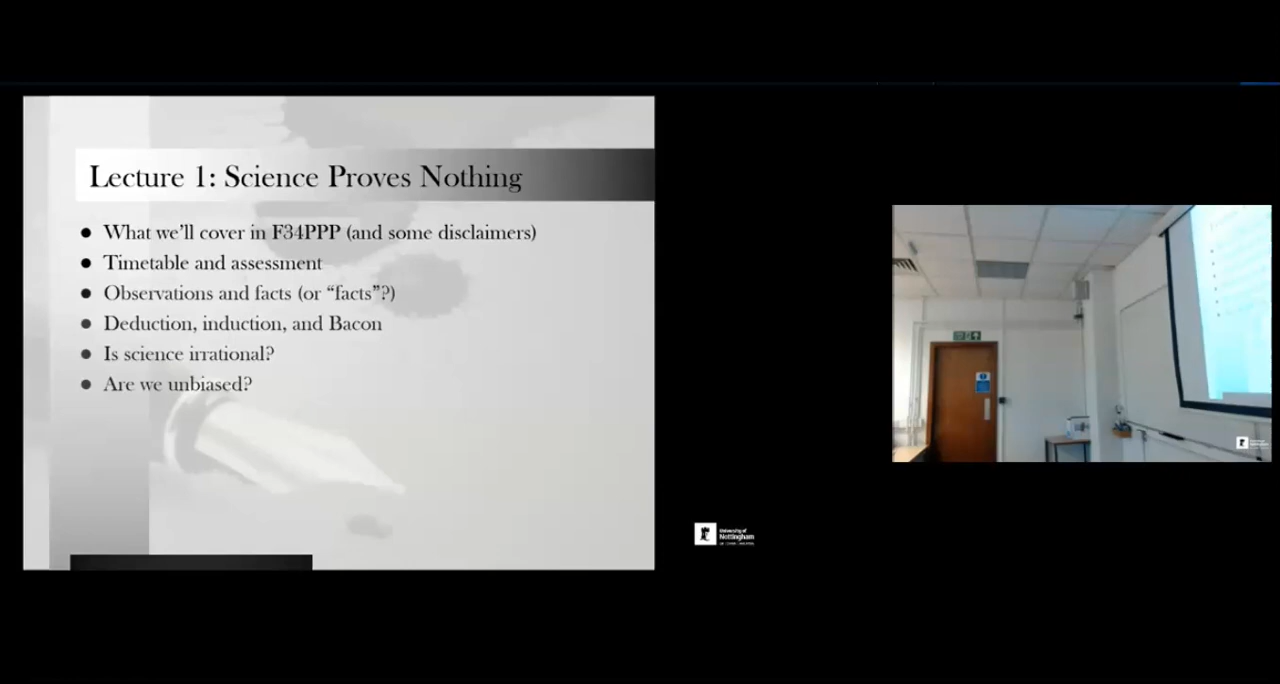 Lecture 1: Science Proves Nothing
● What we'll cover in F34PPP (and some disclaimers)
● Timetable and assessment
● Observations and facts (or “facts”?)
● Deduction, induction, and Bacon
● Is science irrational?
● Are we unbiased?
University of
Nottingham